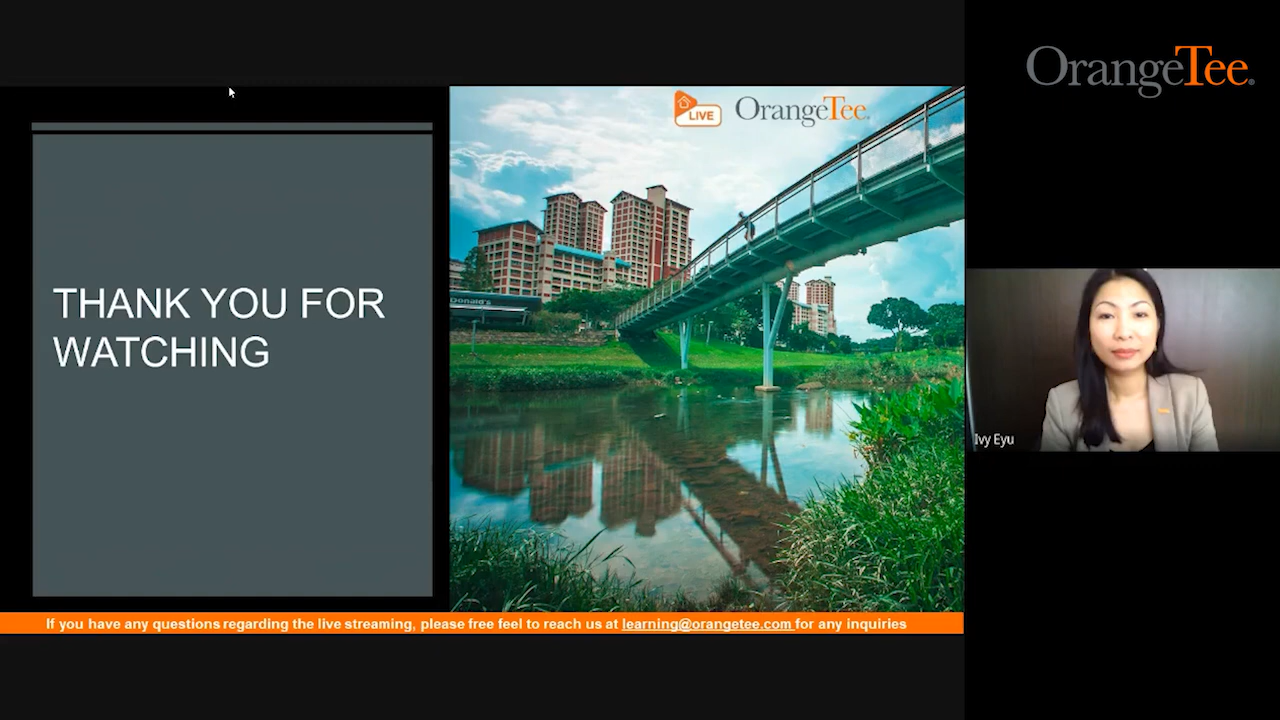 OrangeTee
LIVE
OrangeTee
THANK YOU FOR
WATCHING
Donald's
Ivy Eyu
If you have any questions regarding the live streaming, please free feel to reach us at learning@orangetee.com for any inquiries